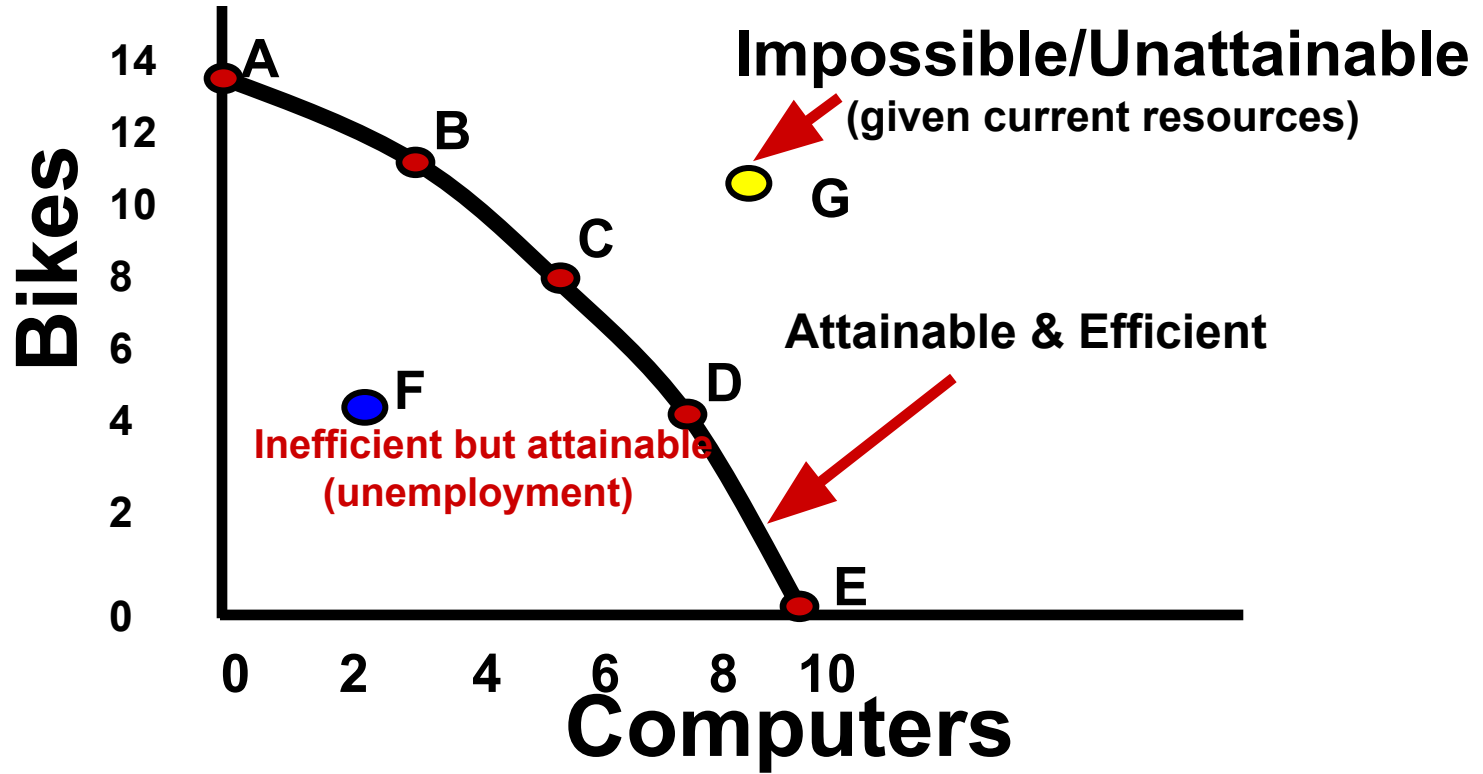 Impossible/Unattainable
(given current resources)
14
12
10
8
6
4
2
0
Bikes
A
B
C
D
E
F
G
Attainable & Efficient
Inefficient but attainable
(unemployment)
0 2 4 6 8 10
Computers